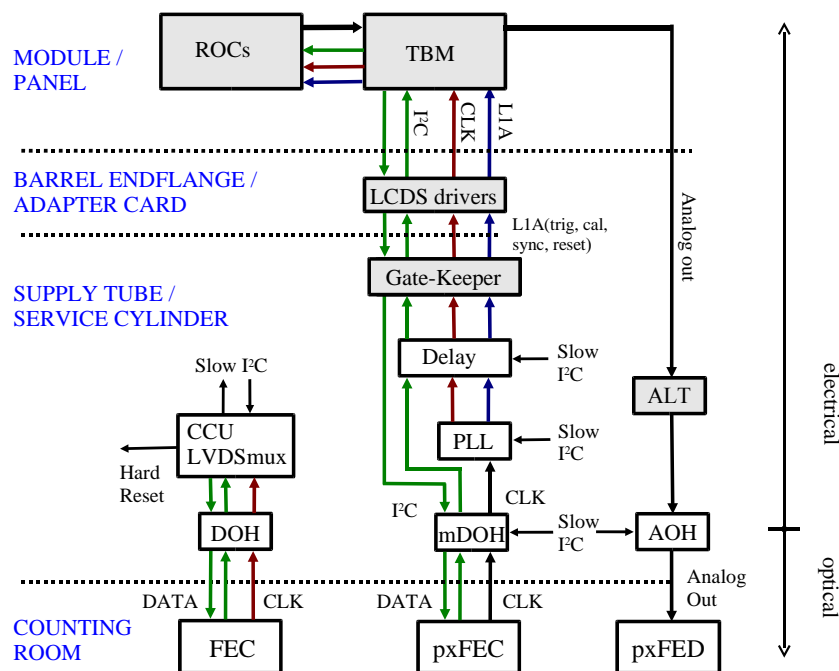 MODULE /
PANEL
ROCs
TBM
I²C
CLK
L1A
BARREL ENDFLANGE /
ADAPTER CARD
LCDS drivers
L1A(trig, cal,
sync, reset)
Analog out
Gate-Keeper
SUPPLY TUBE /
SERVICE CYLINDER
Delay
Slow
I²C
Slow I²C
ALT
electrical
CCU
LVDSmux
PLL
Slow
I²C
Hard
Reset
CLK
I²C
DOH
mDOH
Slow
I²C
AOH
optical
DATA
CLK
DATA
CLK
Analog
Out
COUNTING
ROOM
FEC
pxFEC
pxFED